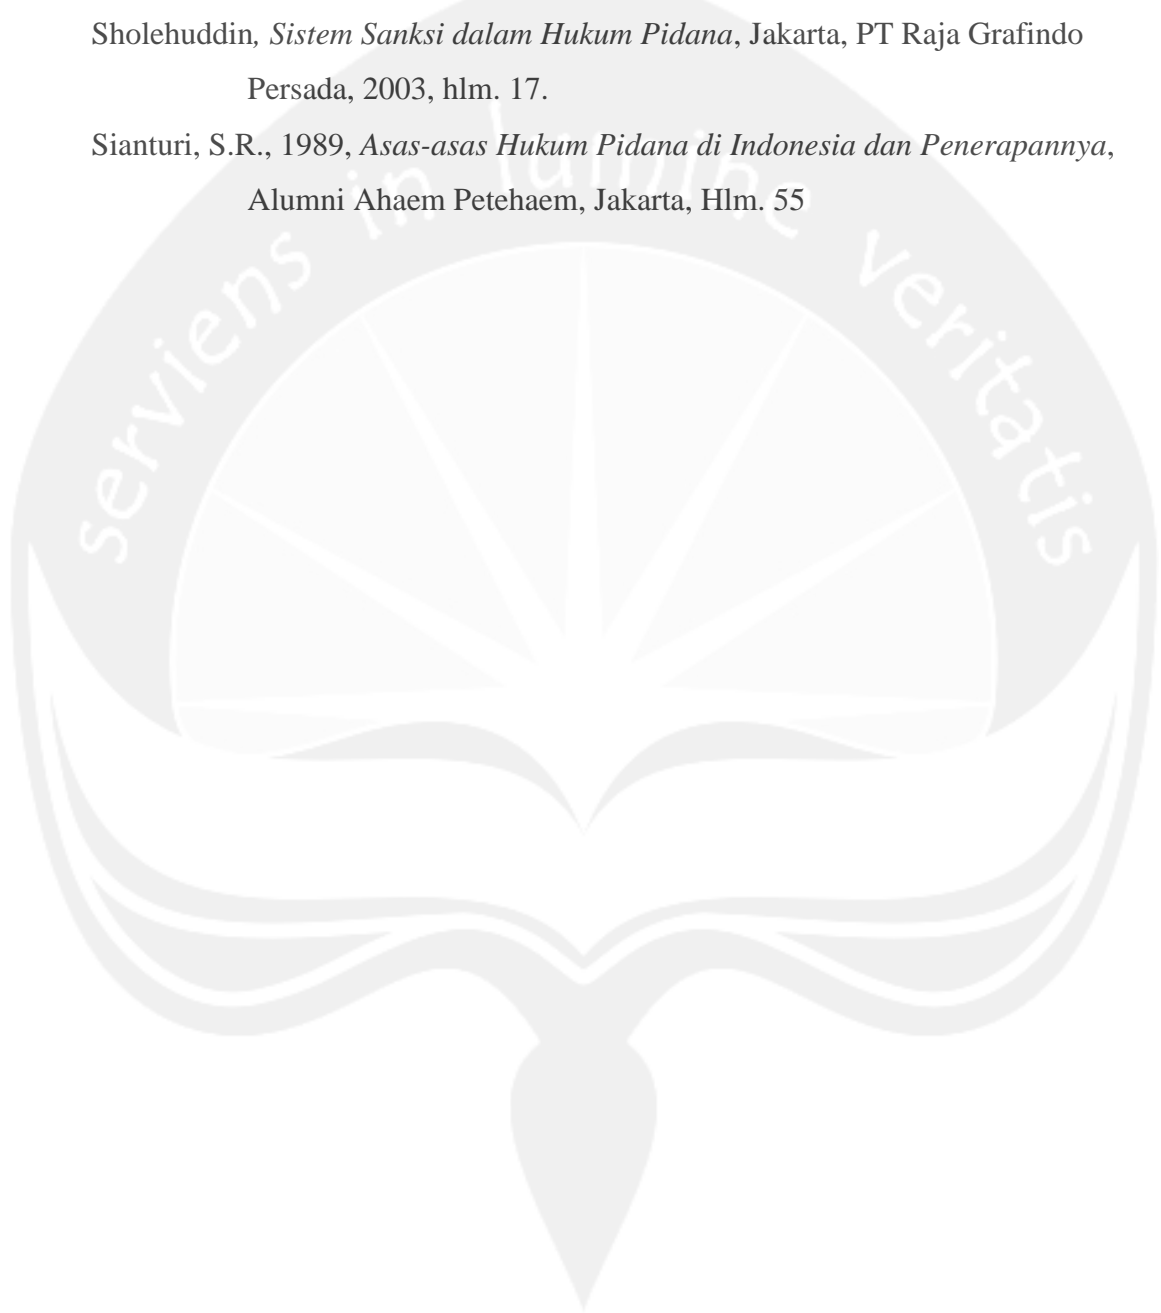 Sholehuddin, Sistem Sanksi dalam Hukum Pidana, Jakarta, PT Raja Grafindo
Persada, 2003, hlm. 17.
Sianturi, S.R., 1989, Asas-asas Hukum Pidana di Indonesia dan Penerapannya,
Alumni Ahaem Petehaem, Jakarta, Hlm. 55
serviens in lumine veritatis